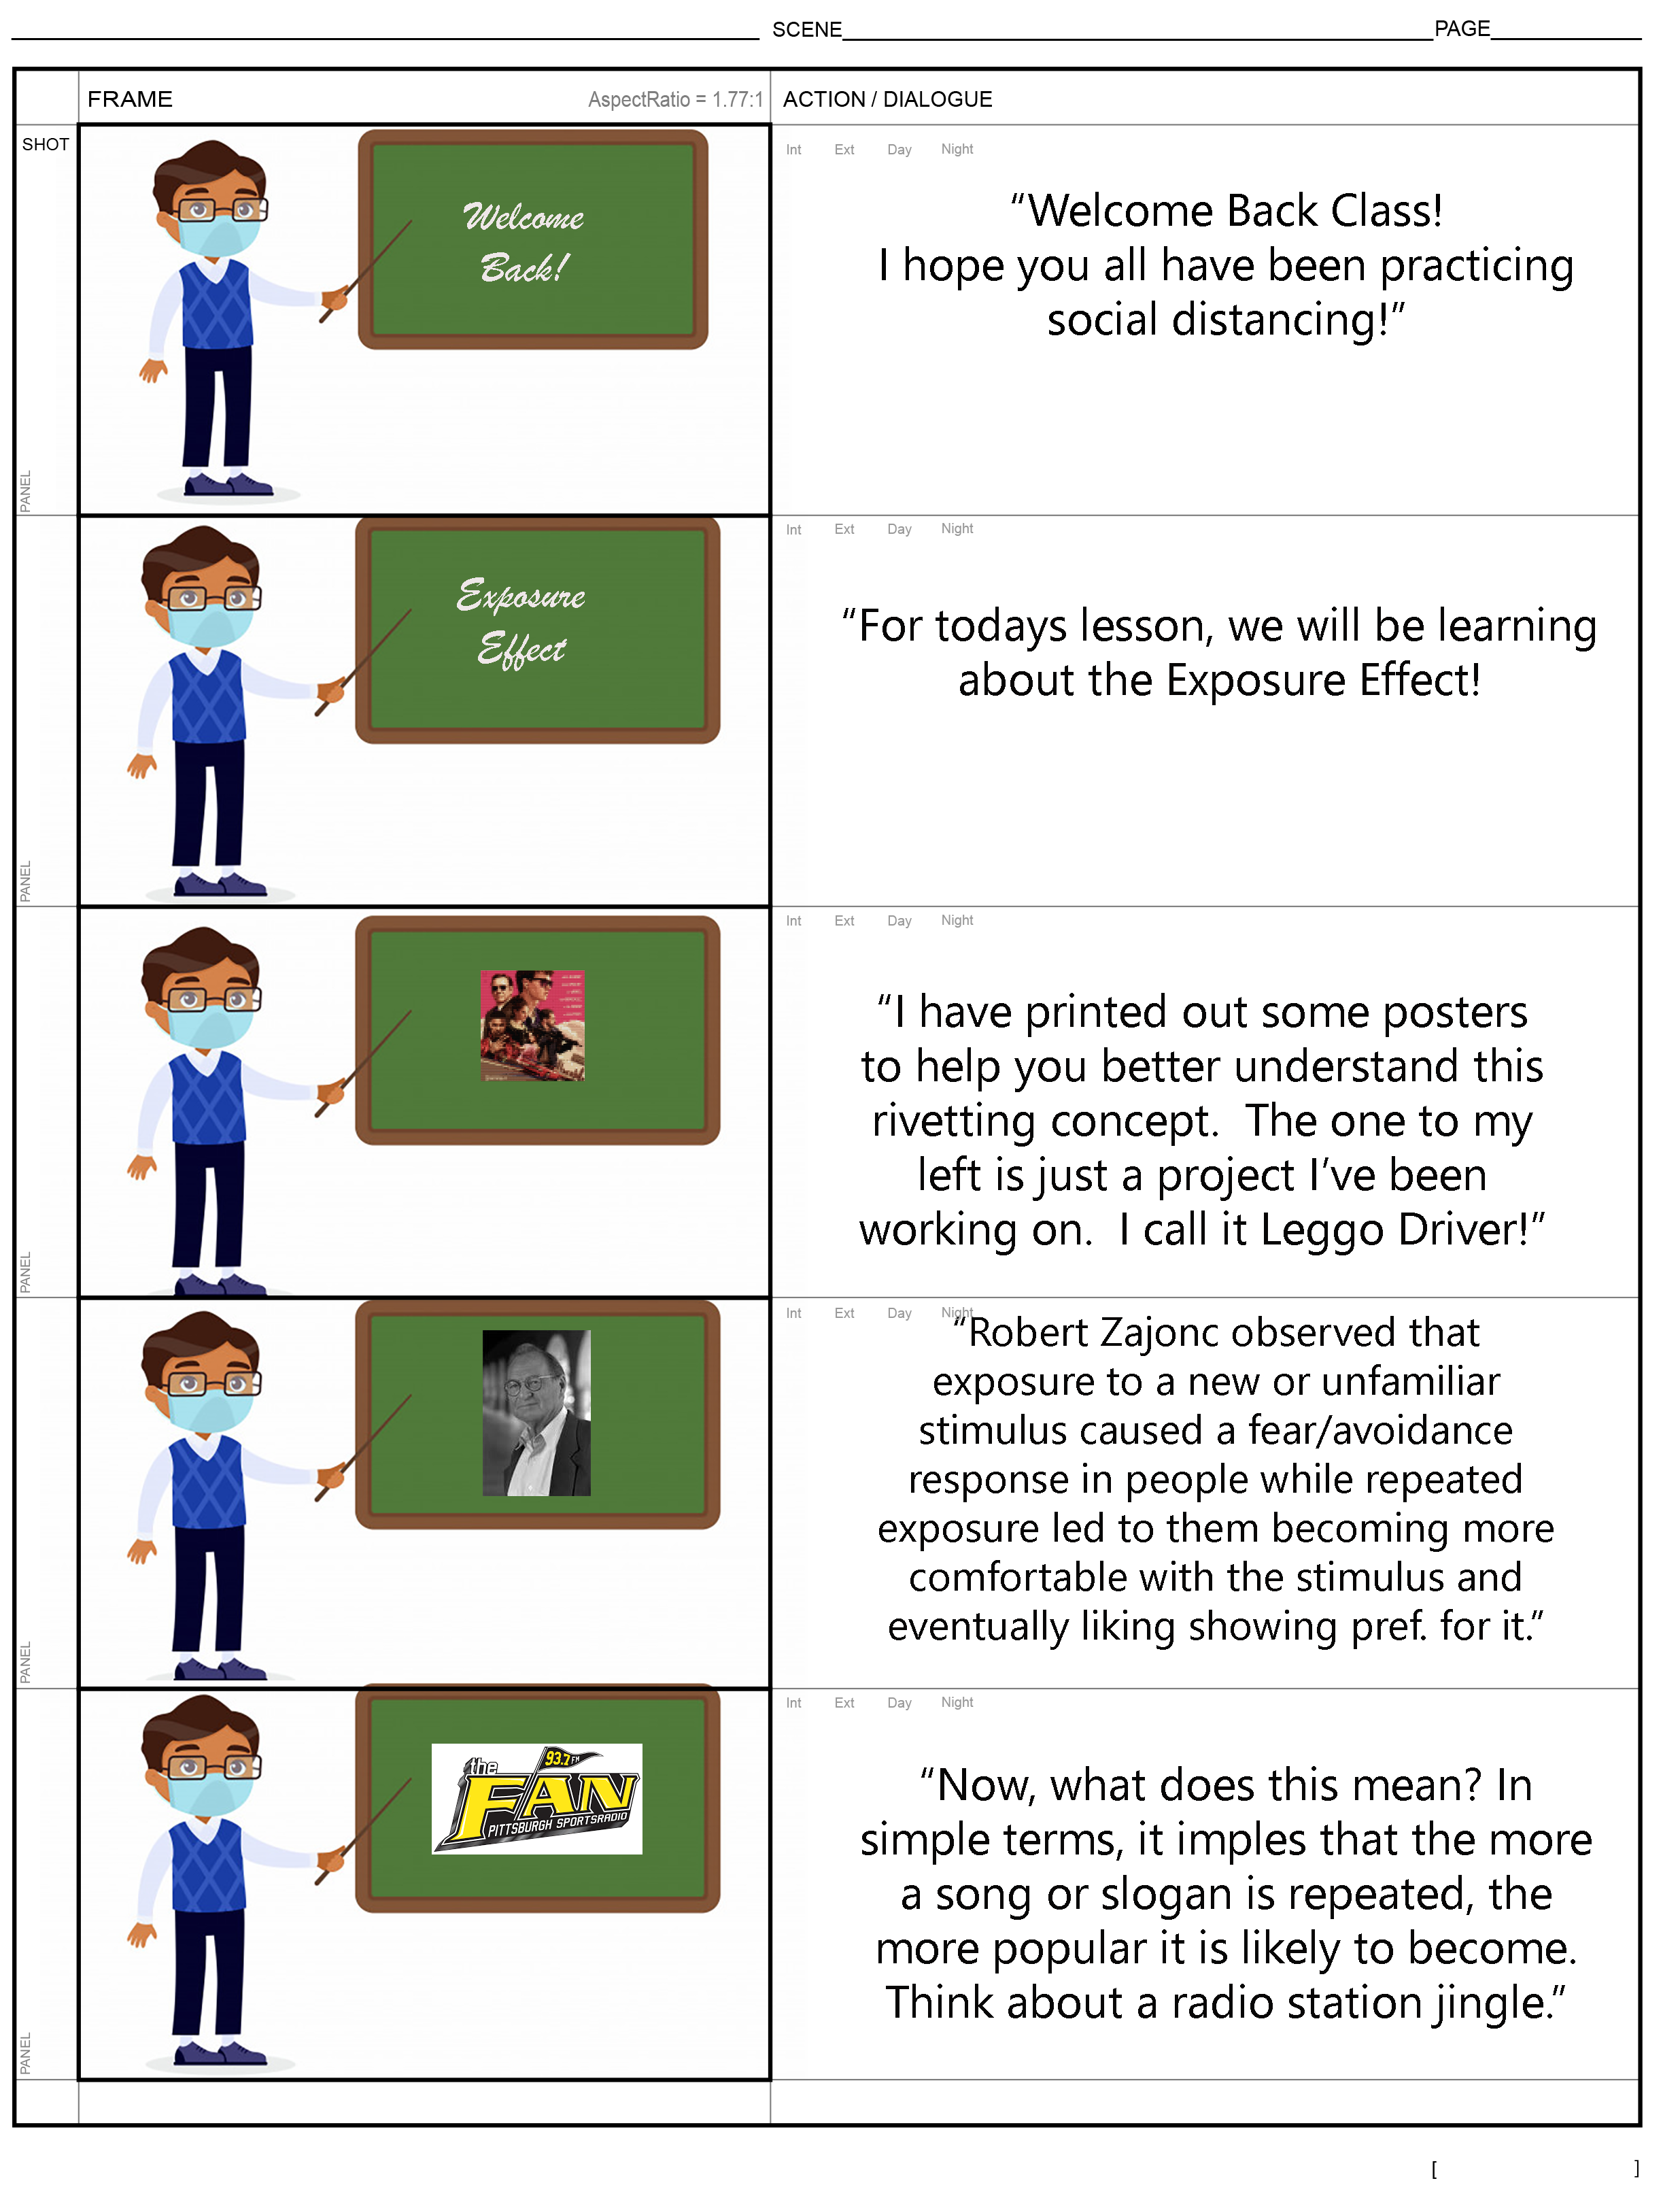 SCENE PAGE
FRAME AspectRatio = 1.77:1 ACTION / DIALOGUE
SHOT
Int Ext Day Night
Welcome
Back!
“Welcome Back Class!
I hope you all have been practicing
social distancing!”
PANEL
Int Ext Day Night
Exposure
Effect
“For todays lesson, we will be learning
about the Exposure Effect!
PANEL
Int Ext Day Night
“I have printed out some posters
to help you better understand this
rivetting concept. The one to my
left is just a project I’ve been
working on. I call it Leggo Driver!”
PANEL
Int Ext Day Night
“Robert Zajonc observed that
exposure to a new or unfamiliar
stimulus caused a fear/avoidance
response in people while repeated
exposure led to them becoming more
comfortable with the stimulus and
eventually liking showing pref. for it.”
PANEL
Int Ext Day Night
93.7 FM
the
FAN
PITTSBURGH SPORTSRADIO
“Now, what does this mean? In
simple terms, it imples that the more
a song or slogan is repeated, the
more popular it is likely to become.
Think about a radio station jingle.”
PANEL
[ ]